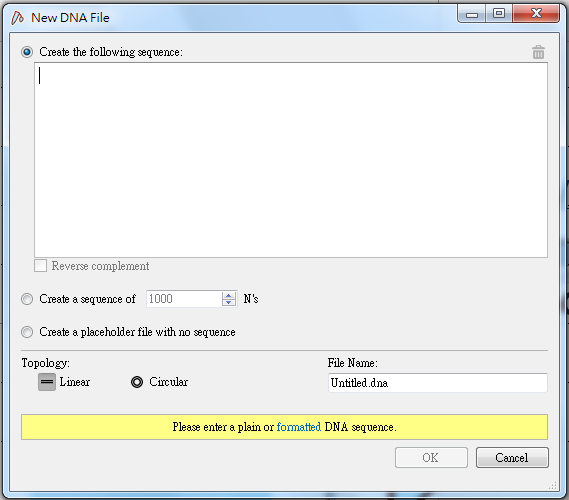 New DNA File
Create the following sequence:
Reverse complement
Create a sequence of 1000 N's
Create a placeholder file with no sequence
Topology: File Name:
Linear Circular Untitled.dna
Please enter a plain or formatted DNA sequence.
OK Cancel